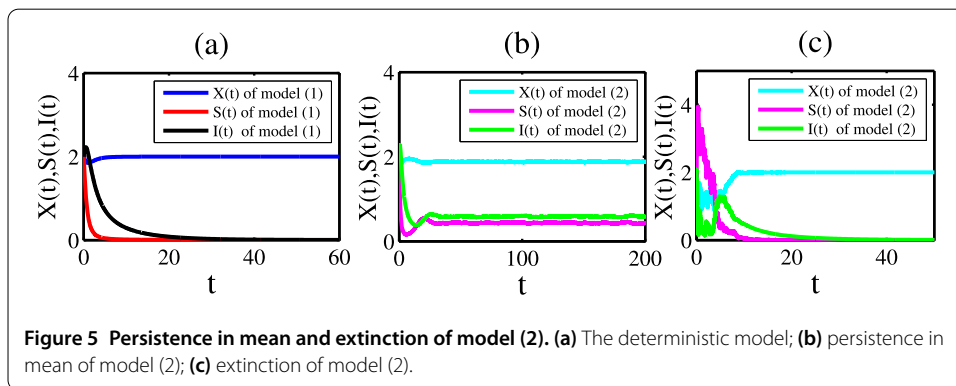 (a)
(b)
(c)
X(t),S(t),I(t)
4
2
0
0
20
40
60
t
X(t) of model (1)
S(t) of model (1)
I(t) of model (1)
X(t),S(t),I(t)
4
2
0
0
100
200
t
X(t) of model (2)
S(t) of model (2)
I(t) of model (2)
X(t),S(t),I(t)
4
2
0
0
20
40
t
X(t) of model (2)
S(t) of model (2)
I(t) of model (2)
Figure 5 Persistence in mean and extinction of model (2). (a) The deterministic model; (b) persistence in
mean of model (2); (c) extinction of model (2).